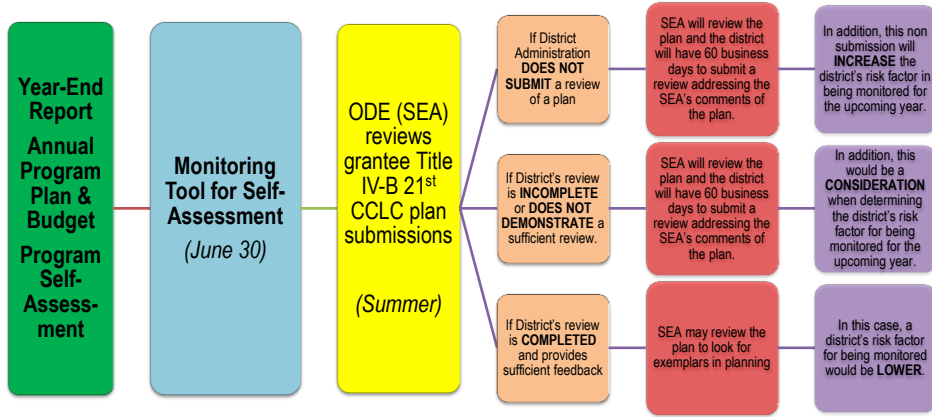 Year-End
Report
Annual
Program
Plan &
Budget
Program
Self-
Assess-
ment
Monitoring
Tool for Self-
Assessment
(June 30)
ODE (SEA)
reviews
grantee Title
IV-B 21st
CCLC plan
submissions
(Summer)
If District
Administration
DOES NOT
SUBMIT a review
of a plan
SEA will review the
plan and the district
will have 60 business
days to submit a
review addressing the
SEA's comments of
the plan.
In addition, this non
submission will
INCREASE the
district's risk factor in
being monitored for
the upcoming year.
If District's review
is INCOMPLETE
or DOES NOT
DEMONSTRATE a
sufficient review.
SEA will review the
plan and the district
will have 60 business
days to submit a
review addressing the
SEA's comments of
the plan.
In addition, this
would be a
CONSIDERATION
when determining
the district's risk
factor for being
monitored for the
upcoming year.
If District's review
is COMPLETED
and provides
sufficient feedback
SEA may review the
plan to look for
exemplars in planning
In this case, a
district's risk factor
for being monitored
would be LOWER.